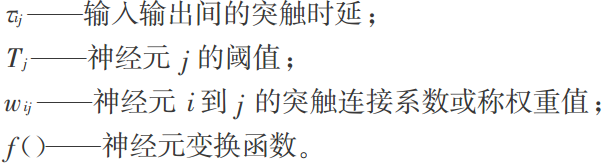 τij——输入输出间的突触时延；
Tj——神经元 j 的阈值；
wij——神经元 i 到 j 的突触连接系数或称权重值；
f( )——神经元变换函数。